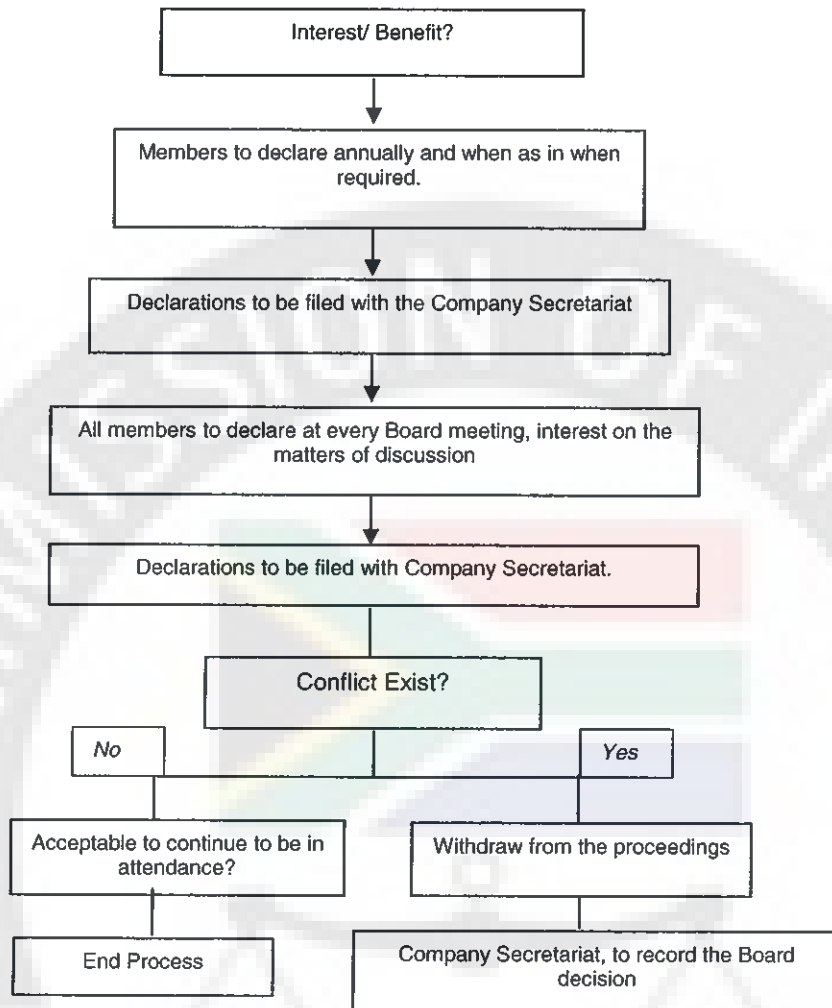 Interest/ Benefit?
Members to declare annually and when as in when
required.
Declarations to be filed with the Company Secretariat
All members to declare at every Board meeting, interest on the
matters of discussion
Declarations to be filed with Company Secretariat.
Conflict Exist?
No
Yes
Acceptable to continue to be in
attendance?
Withdraw from the proceedings
End Process
Company Secretariat, to record the Board
decision